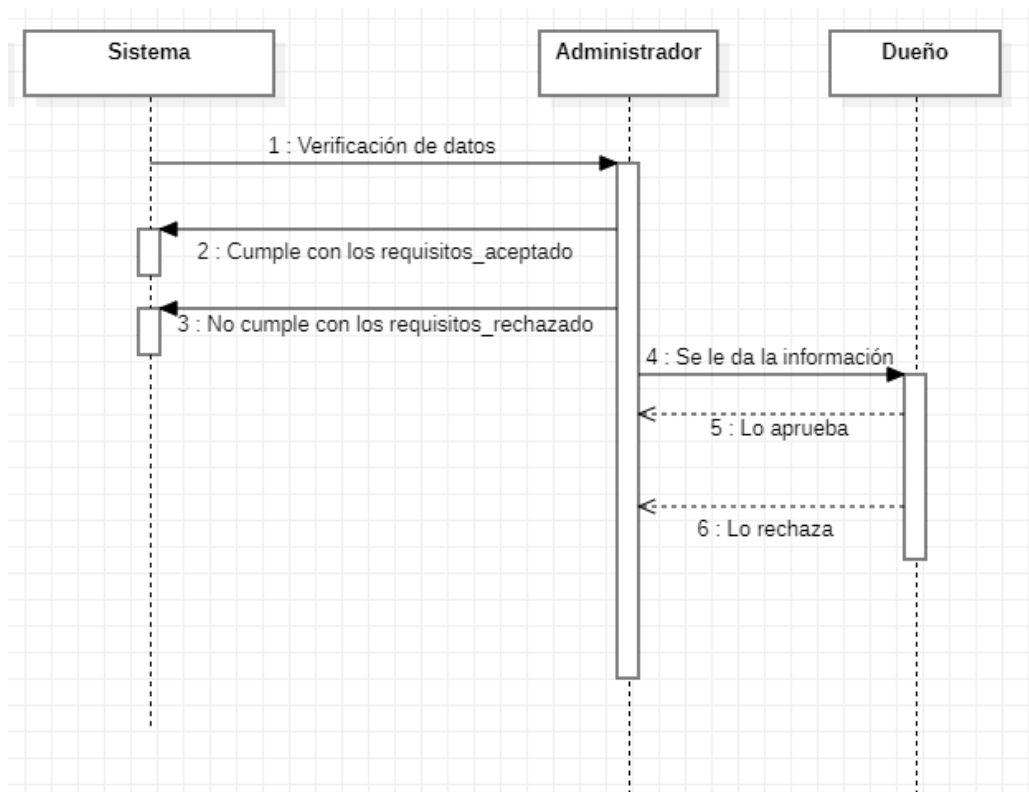 Sistema
Administrador
Dueño
1 : Verificación de datos
2 : Cumple con los requisitos_aceptado
3 : No cumple con los requisitos_rechazado
4 : Se le da la información
5 : Lo aprueba
6 : Lo rechaza